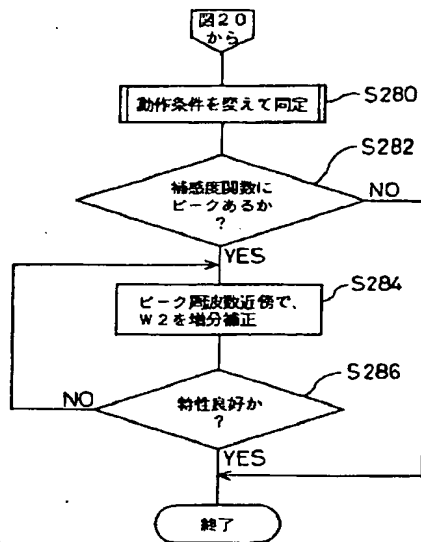 図20
から
動作条件を変えて同定
S280
S282
補感度関数に
ピークあるか
?
NO
YES
ピーク周波数近傍で、
W2を増分補正
S284
S286
特性良好か
?
NO
YES
終了